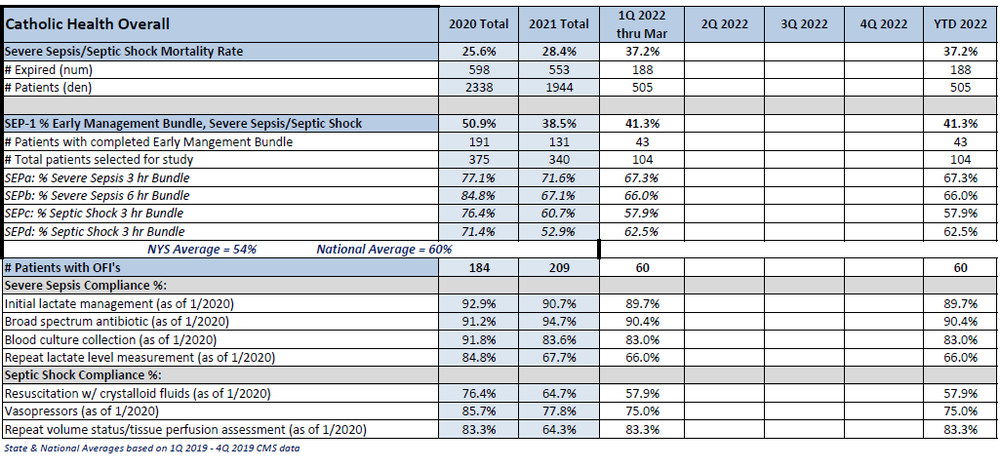 Catholic Health Overall 2020 Total 2021 Total 1Q 2022 thru Mar 2Q 2022 3Q 2022 4Q 2022 YTD 2022
Severe Sepsis/Septic Shock Mortality Rate 25.6% 28.4% 37.2% 37.2%
# Expired (num) 598 553 188 188
# Patients (den) 2338 1944 505 505
SEP-1 % Early Management Bundle, Severe Sepsis/Septic Shock 50.9% 38.5% 41.3% 41.3%
# Patients with completed Early Mangement Bundle 191 131 43 43
# Total patients selected for study 375 340 104 104
SEPa: % Severe Sepsis 3 hr Bundle 77.1% 71.6% 67.3% 67.3%
SEPb: % Severe Sepsis 6 hr Bundle 84.8% 67.1% 66.0% 66.0%
SEPc: % Septic Shock 3 hr Bundle 76.4% 60.7% 57.9% 57.9%
SEPd: % Septic Shock 3 hr Bundle 71.4% 52.9% 62.5% 62.5%
NYS Average = 54% National Average = 60%
# Patients with OFI's 184 209 60 60
Severe Sepsis Compliance %:
Initial lactate management (as of 1/2020) 92.9% 90.7% 89.7% 89.7%
Broad spectrum antibiotic (as of 1/2020) 91.2% 94.7% 90.4% 90.4%
Blood culture collection (as of 1/2020) 91.8% 83.6% 83.0% 83.0%
Repeat lactate level measurement (as of 1/2020) 84.8% 67.7% 66.0% 66.0%
Septic Shock Compliance %:
Resuscitation w/ crystalloid fluids (as of 1/2020) 76.4% 64.7% 57.9% 57.9%
Vasopressors (as of 1/2020) 85.7% 77.8% 75.0% 75.0%
Repeat volume status/tissue perfusion assessment (as of 1/2020) 83.3% 64.3% 83.3% 83.3%
State & National Averages based on 1Q 2019 - 4Q 2019 CMS data